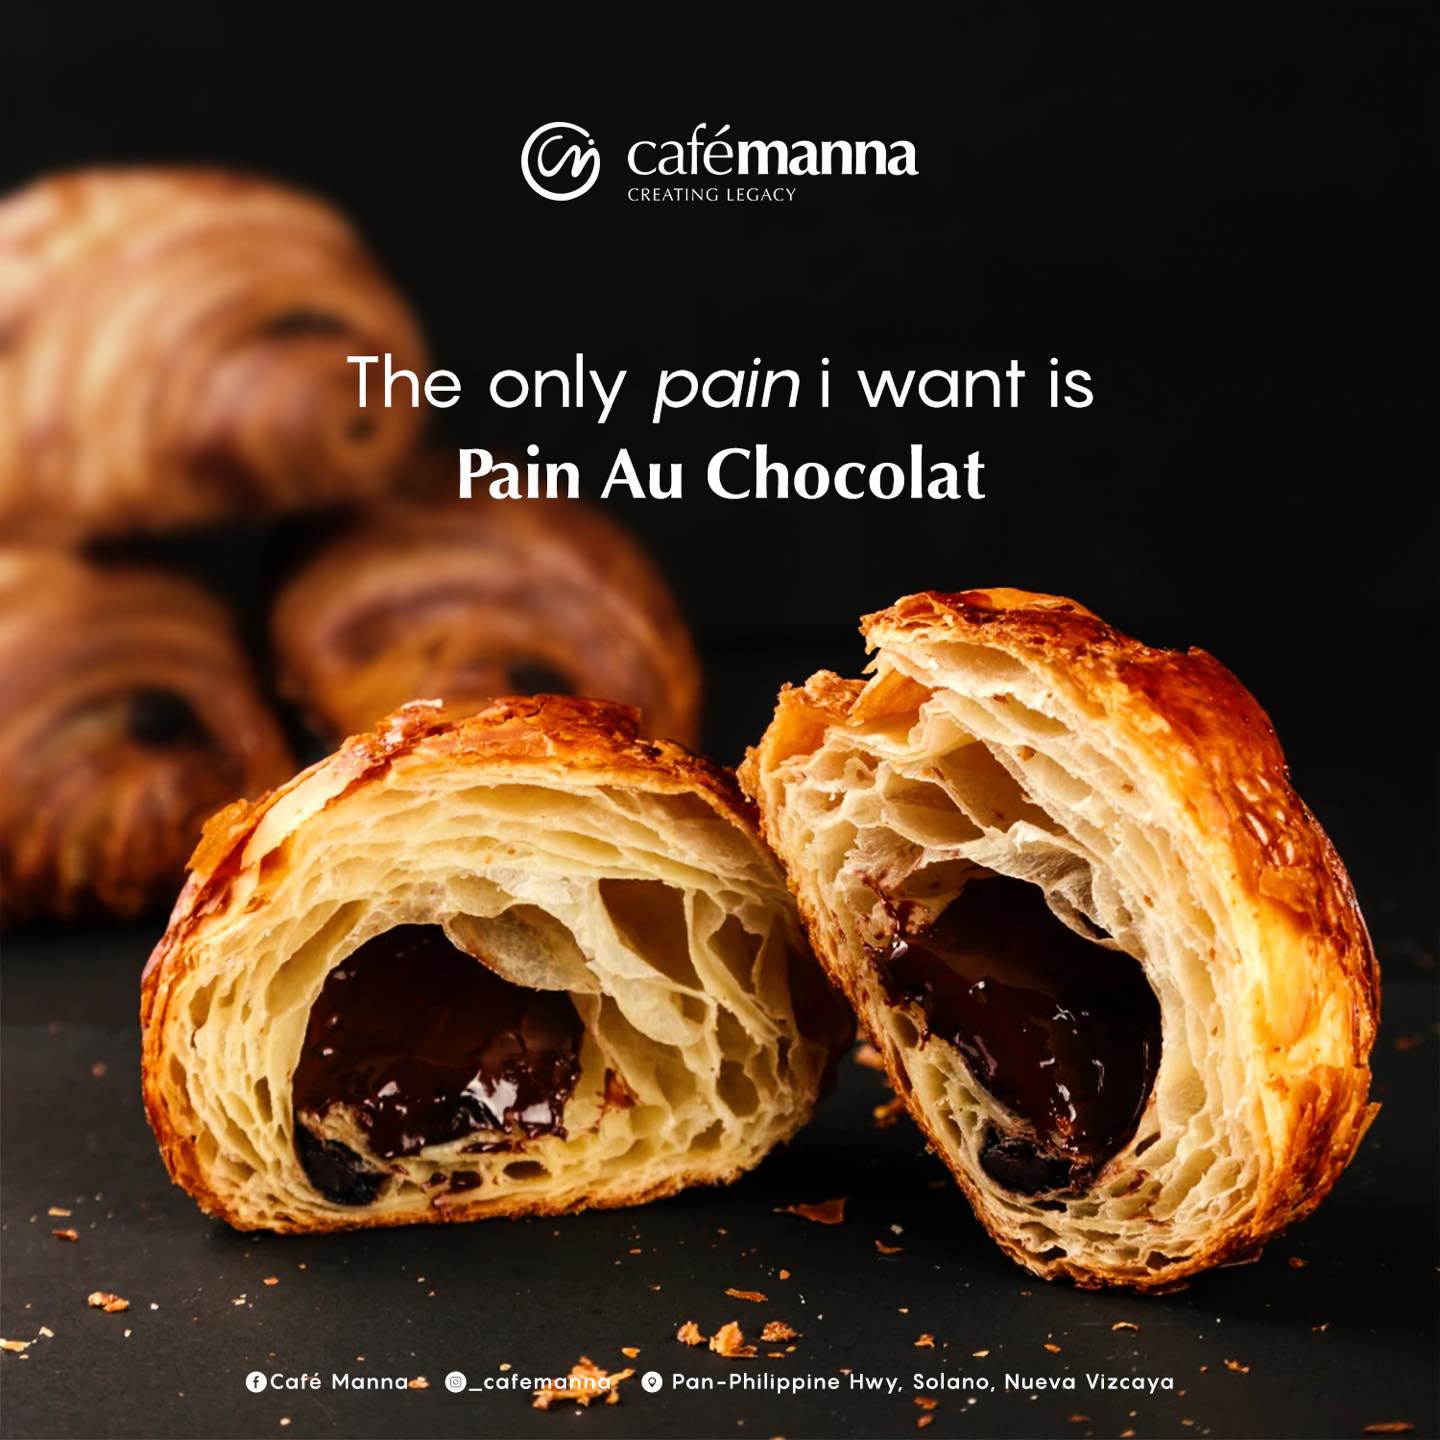 cafémanna
CREATING LEGACY
The only pain i want is
Pain Au Chocolat
Café Manna _cafemanna Pan-Philippine Hwy, Solano, Nueva Vizcaya